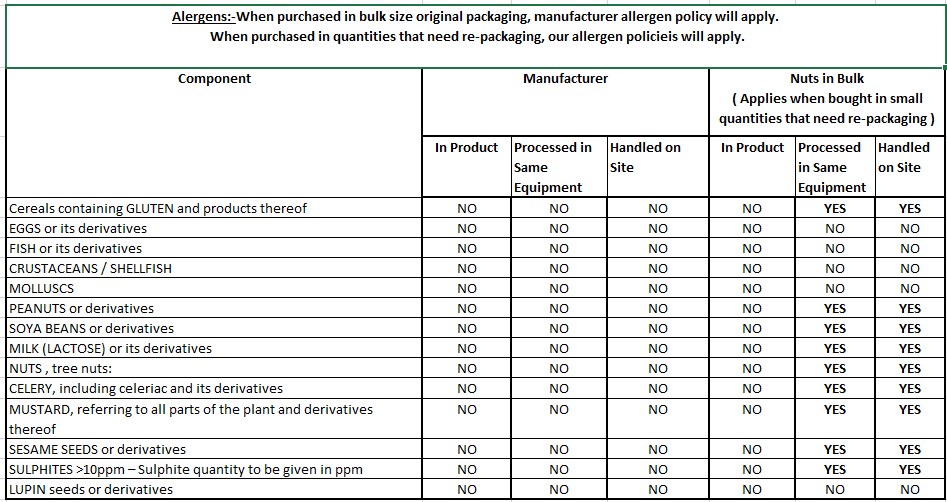 Alergens:-When purchased in bulk size original packaging, manufacturer allergen policy will apply.
When purchased in quantities that need re-packaging, our allergen policieis will apply.
Component Manufacturer Nuts in Bulk
( Applies when bought in small
quantities that need re-packaging )
In Product Processed in Handled on In Product Processed Handled
Same Site in Same on Site
Equipment Equipment
Cereals containing GLUTEN and products thereof NO NO NO NO YES YES
EGGS or its derivatives NO NO NO NO NO NO
FISH or its derivatives NO NO NO NO NO NO
CRUSTACEANS / SHELLFISH NO NO NO NO NO NO
MOLLUSCS NO NO NO NO NO NO
PEANUTS or derivatives NO NO NO NO YES YES
SOYA BEANS or derivatives NO NO NO NO YES YES
MILK (LACTOSE) or its derivatives NO NO NO NO YES YES
NUTS , tree nuts: NO NO NO NO YES YES
CELERY, including celeriac and its derivatives NO NO NO NO YES YES
MUSTARD, referring to all parts of the plant and derivatives NO NO NO NO YES YES
thereof
SESAME SEEDS or derivatives NO NO NO NO YES YES
SULPHITES >10ppm – Sulphite quantity to be given in ppm NO NO NO NO YES YES
LUPIN seeds or derivatives NO NO NO NO NO NO